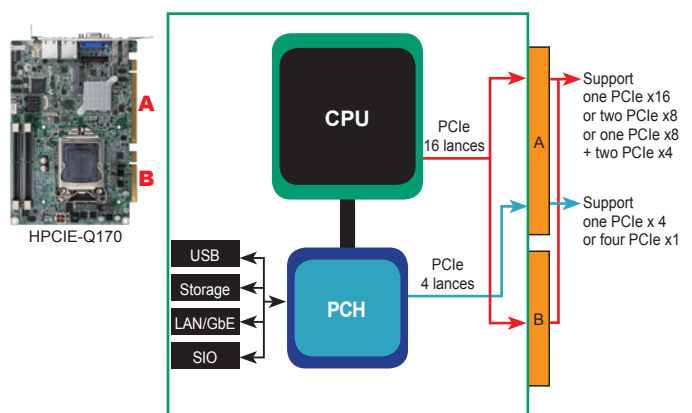 A
B
HPCIE-Q170
CPU
PCIe
16 lances
A
Support
one PCIe x16
or two PCIe x8
or one PCIe x8
+ two PCIe x4
Support
one PCIe x 4
or four PCIe x1
USB
Storage
LAN/GbE
SIO
PCH
PCIe
4 lances
B